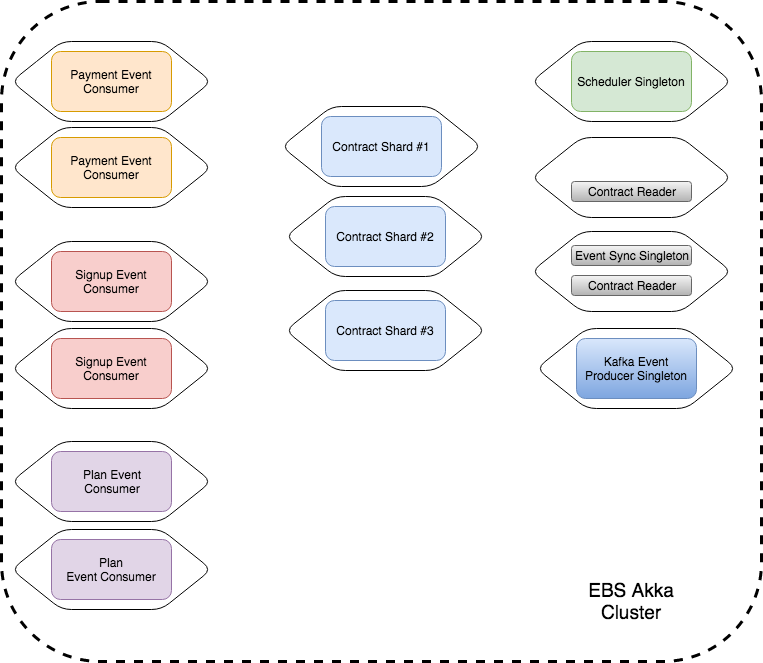 Payment Event
Consumer
Payment Event
Consumer
Signup Event
Consumer
Signup Event
Consumer
Plan Event
Consumer
Plan
Event Consumer
Contract Shard #1
Contract Shard #2
Contract Shard #3
Scheduler Singleton
Contract Reader
Event Sync Singleton
Contract Reader
Kafka Event
Producer Singleton
EBS Akka
Cluster